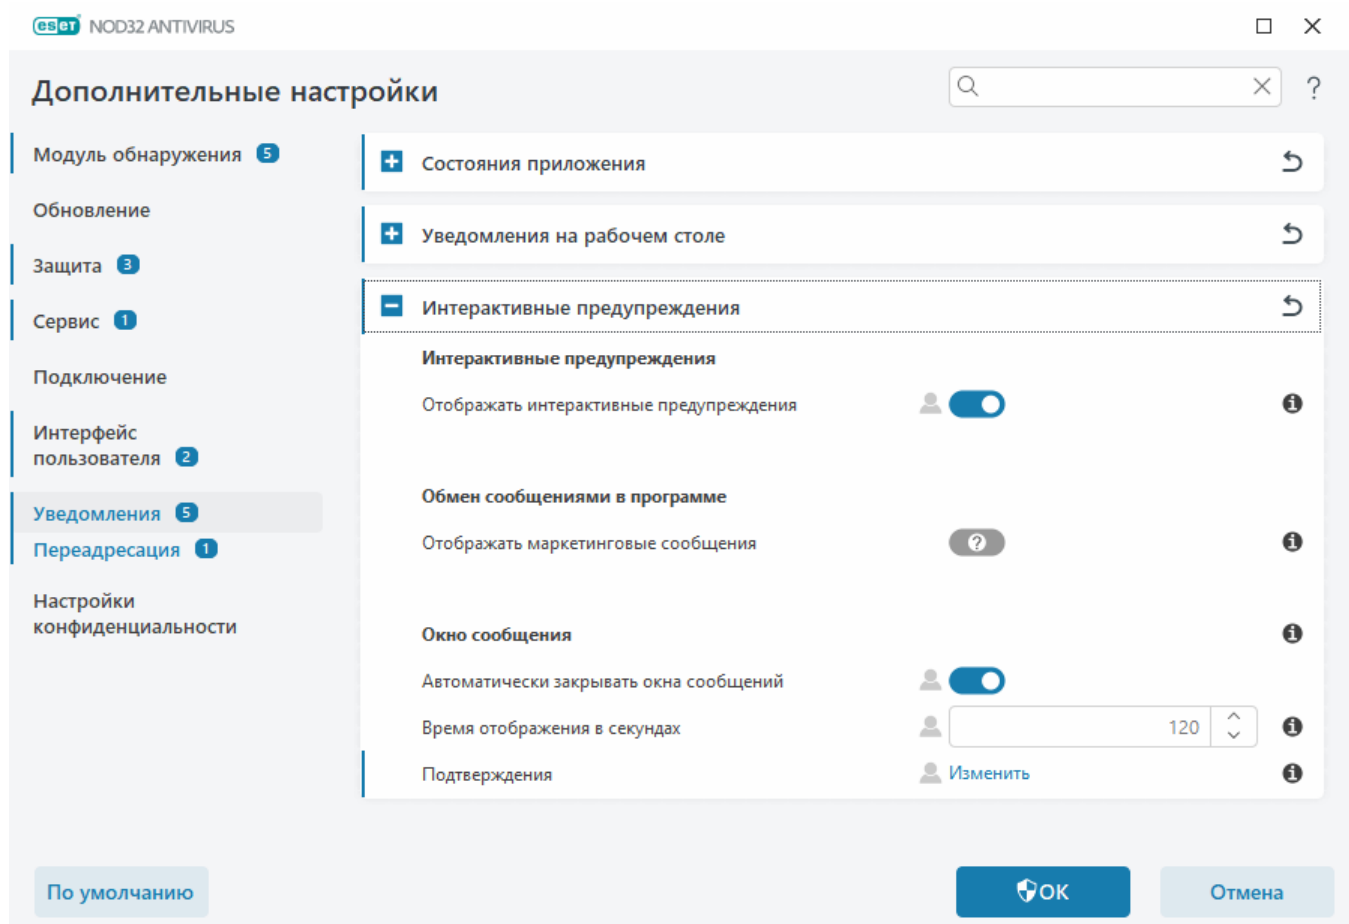 eset NOD32 ANTIVIRUS
Дополнительные настройки
?
Модуль обнаружения 5
Обновление
Защита 3
Сервис 1
Подключение
Интерфейс
пользователя 2
Уведомления 5
Переадресация 1
Настройки
конфиденциальности
Состояния приложения
Уведомления на рабочем столе
Интерактивные предупреждения
Интерактивные предупреждения
Отображать интерактивные предупреждения
Обмен сообщениями в программе
Отображать маркетинговые сообщения ?
Окно сообщения
Автоматически закрывать окна сообщений
Время отображения в секундах 120
Подтверждения Изменить
По умолчанию
ОК
Отмена